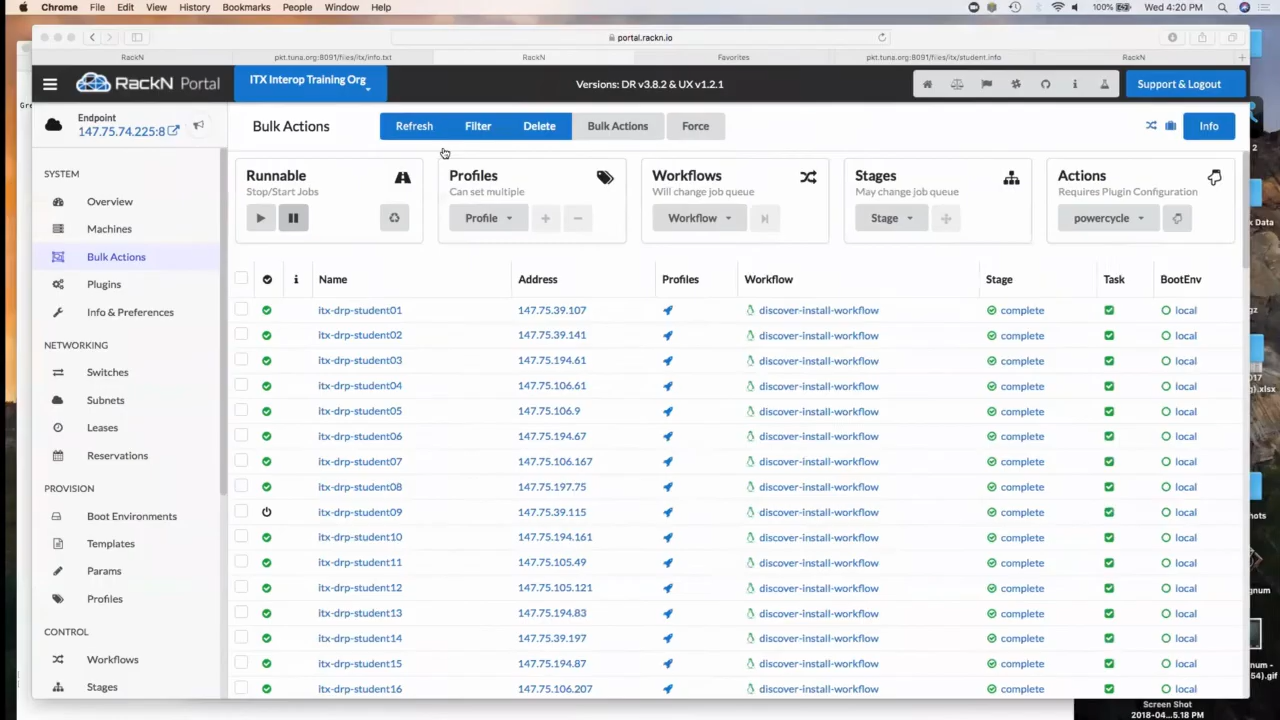 Chrome File Edit View History Bookmarks People Window Help
100% Wed 4:20 PM
portal.rackn.io
RackN pkt.tuna.org:8091/files/itx/info.txt RackN Favorites pkt.tuna.org:8091/files/itx/student.info RackN
RackN Portal
ITX Interop Training Org
Versions: DR v3.8.2 & UX v1.2.1
Support & Logout
Endpoint
147.75.74.225:8
Bulk Actions
Refresh Filter Delete Bulk Actions Force
Info
SYSTEM
Overview
Machines
Bulk Actions
Plugins
Info & Preferences
NETWORKING
Switches
Subnets
Leases
Reservations
PROVISION
Boot Environments
Templates
Params
Profiles
CONTROL
Workflows
Stages
Runnable
Stop/Start Jobs
Profiles
Can set multiple
Profile
Workflows
Will change job queue
Workflow
Stages
May change job queue
Stage
Actions
Requires Plugin Configuration
powercycle
Name Address Profiles Workflow Stage Task BootEnv
itx-drp-student01 147.75.39.107 discover-install-workflow complete local
itx-drp-student02 147.75.39.141 discover-install-workflow complete local
itx-drp-student03 147.75.194.61 discover-install-workflow complete local
itx-drp-student04 147.75.106.61 discover-install-workflow complete local
itx-drp-student05 147.75.106.9 discover-install-workflow complete local
itx-drp-student06 147.75.194.67 discover-install-workflow complete local
itx-drp-student07 147.75.106.167 discover-install-workflow complete local
itx-drp-student08 147.75.197.75 discover-install-workflow complete local
itx-drp-student09 147.75.39.115 discover-install-workflow complete local
itx-drp-student10 147.75.194.161 discover-install-workflow complete local
itx-drp-student11 147.75.105.49 discover-install-workflow complete local
itx-drp-student12 147.75.105.121 discover-install-workflow complete local
itx-drp-student13 147.75.194.83 discover-install-workflow complete local
itx-drp-student14 147.75.39.197 discover-install-workflow complete local
itx-drp-student15 147.75.194.87 discover-install-workflow complete local
itx-drp-student16 147.75.106.207 discover-install-workflow complete local
Screen Shot
2018-04...5.18 PM